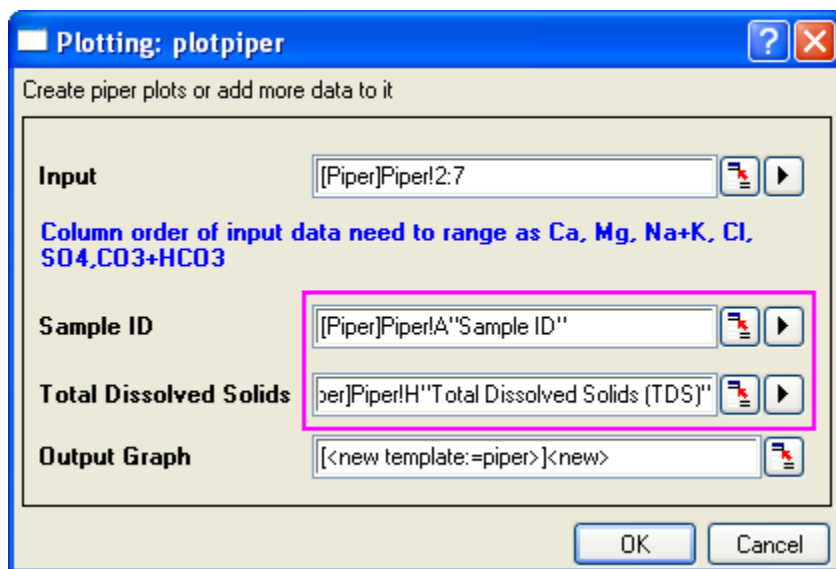 Plotting: plotpiper
Create piper plots or add more data to it
Input [Piper]Piper!2:7
Column order of input data need to range as Ca, Mg, Na+K, Cl,
SO4,CO3+HCO3
Sample ID [Piper]Piper!A"Sample ID"
Total Dissolved Solids per]Piper!H"Total Dissolved Solids (TDS)"
Output Graph [<new template:=piper>]<new>
OK Cancel